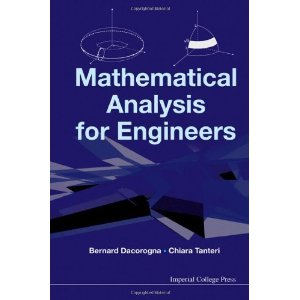 Mathematical
Analysis
for Engineers
Bernard Dacorogna • Chiara Tanteri
Imperial College Press